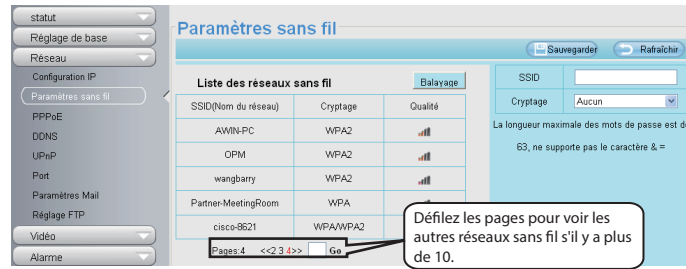 statut
Réglage de base
Réseau
Configuration IP
Paramètres sans fil
PPPoE
DDNS
UPnP
Port
Paramètres Mail
Réglage FTP
Vidéo
Alarme
Paramètres sans fil
Sauvegarder
Rafraîchir
Liste des réseaux sans fil
Balayage
SSID(Nom du réseau) Cryptage Qualité
AWIN-PC WPA2
OPM WPA2
wangbarry WPA2
Partner-MeetingRoom WPA
cisco-8621 WPA/WPA2
Pages:4 <<2 3 4>> Go
SSID
Cryptage Aucun
La longueur maximale des mots de passe est de
63, ne supporte pas le caractère & =
Défilez les pages pour voir les
autres réseaux sans fil s'il y a plus
de 10.